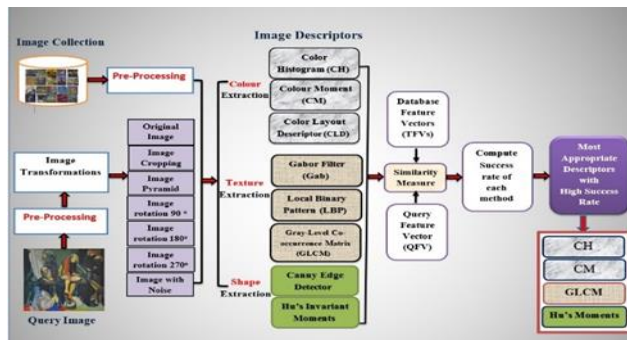 Image Collection
Pre-Processing
Pre-Processing
Image
Transformations
Pre-Processing
Query Image
Original
Image
Image
Cropping
Image
Pyramid
Image
rotation 90 °
Image
rotation 180°
Image
rotation 270°
Image
with Noise
Image Descriptors
Colour
Extraction
Texture
Extraction
Shape
Extraction
Color
Histogram (CH)
Colour Moment
(CM)
Color Layout
Descriptor (CLD)
Gabor Filter
(Gab)
Local Binary
Pattern (LBP)
Gray-Level Co-
occurrence Matrix
(GLCM)
Canny Edge
Detector
Hu's Invariant
Moments
Database
Feature
Vectors
(TFVs)
Similarity
Measure
Query
Feature
Vector
(QFV)
Compute
Success
rate of
each
method
Most
Appropriate
Descriptors
with
High Success
Rate
CH
CM
GLCM
Hu's Moments